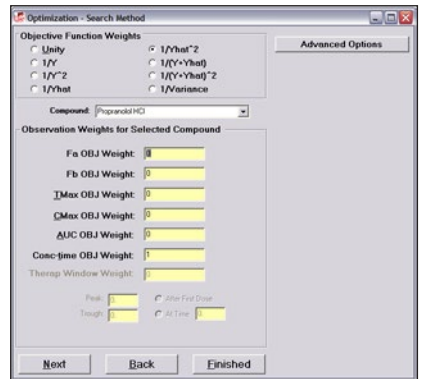 Optimization - Search Method
Objective Function Weights
Unity 1/Yhat^2
1/Y 1/(Y+Yhat)
1/Y^2 1/(Y+Yhat)^2
1/Yhat 1/Variance
Advanced Options
Compound: Propranolol HCl
Observation Weights for Selected Compound
Fa OBJ Weight: 0
Fb OBJ Weight: 0
TMax OBJ Weight: 0
CMax OBJ Weight: 0
AUC OBJ Weight: 0
Conc-time OBJ Weight: 1
Therap Window Weight: 0
Peak: 0. After First Dose
Trough: 0. At Time 0.
Next Back Finished